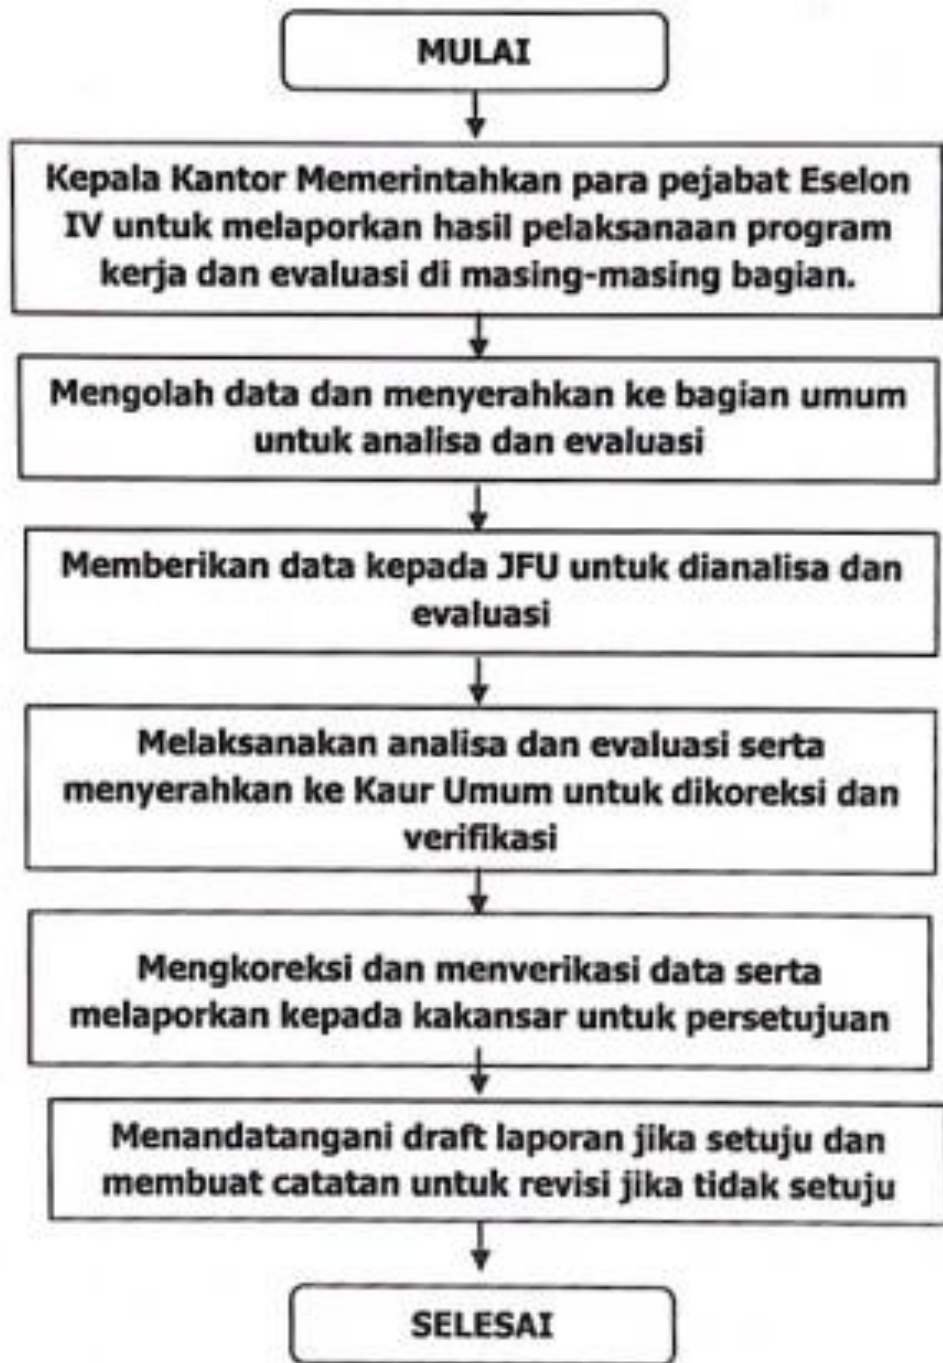 MULAI
Kepala Kantor Memerintahkan para pejabat Eselon
IV untuk melaporkan hasil pelaksanaan program
kerja dan evaluasi di masing-masing bagian.
Mengolah data dan menyerahkan ke bagian umum
untuk analisa dan evaluasi
Memberikan data kepada JFU untuk dianalisa dan
evaluasi
Melaksanakan analisa dan evaluasi serta
menyerahkan ke Kaur Umum untuk dikoreksi dan
verifikasi
Mengkoreksi dan menverikasi data serta
melaporkan kepada kakansar untuk persetujuan
Menandatangani draft laporan jika setuju dan
membuat catatan untuk revisi jika tidak setuju
SELESAI